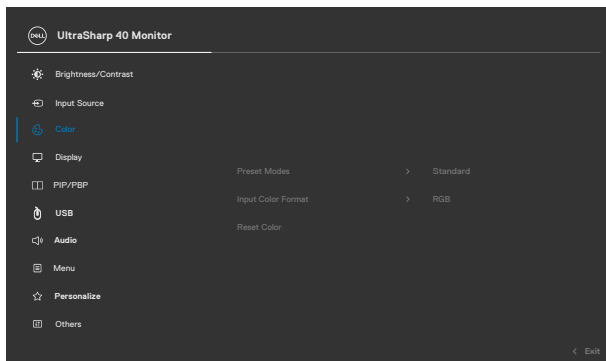 DELL UltraSharp 40 Monitor
Brightness/Contrast
Input Source
Color
Display
Preset Modes > Standard
PIP/PBP
Input Color Format > RGB
USB
Reset Color
Audio
Menu
Personalize
Others
< Exit